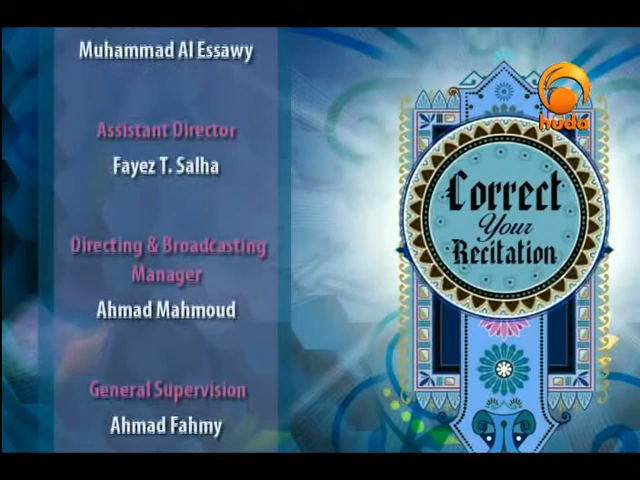 Muhammad Al Essawy
Assistant Director
Fayez T. Salha
Directing & Broadcasting
Manager
Ahmad Mahmoud
General Supervision
Ahmad Fahmy
huda
Correct
Your
Recitation